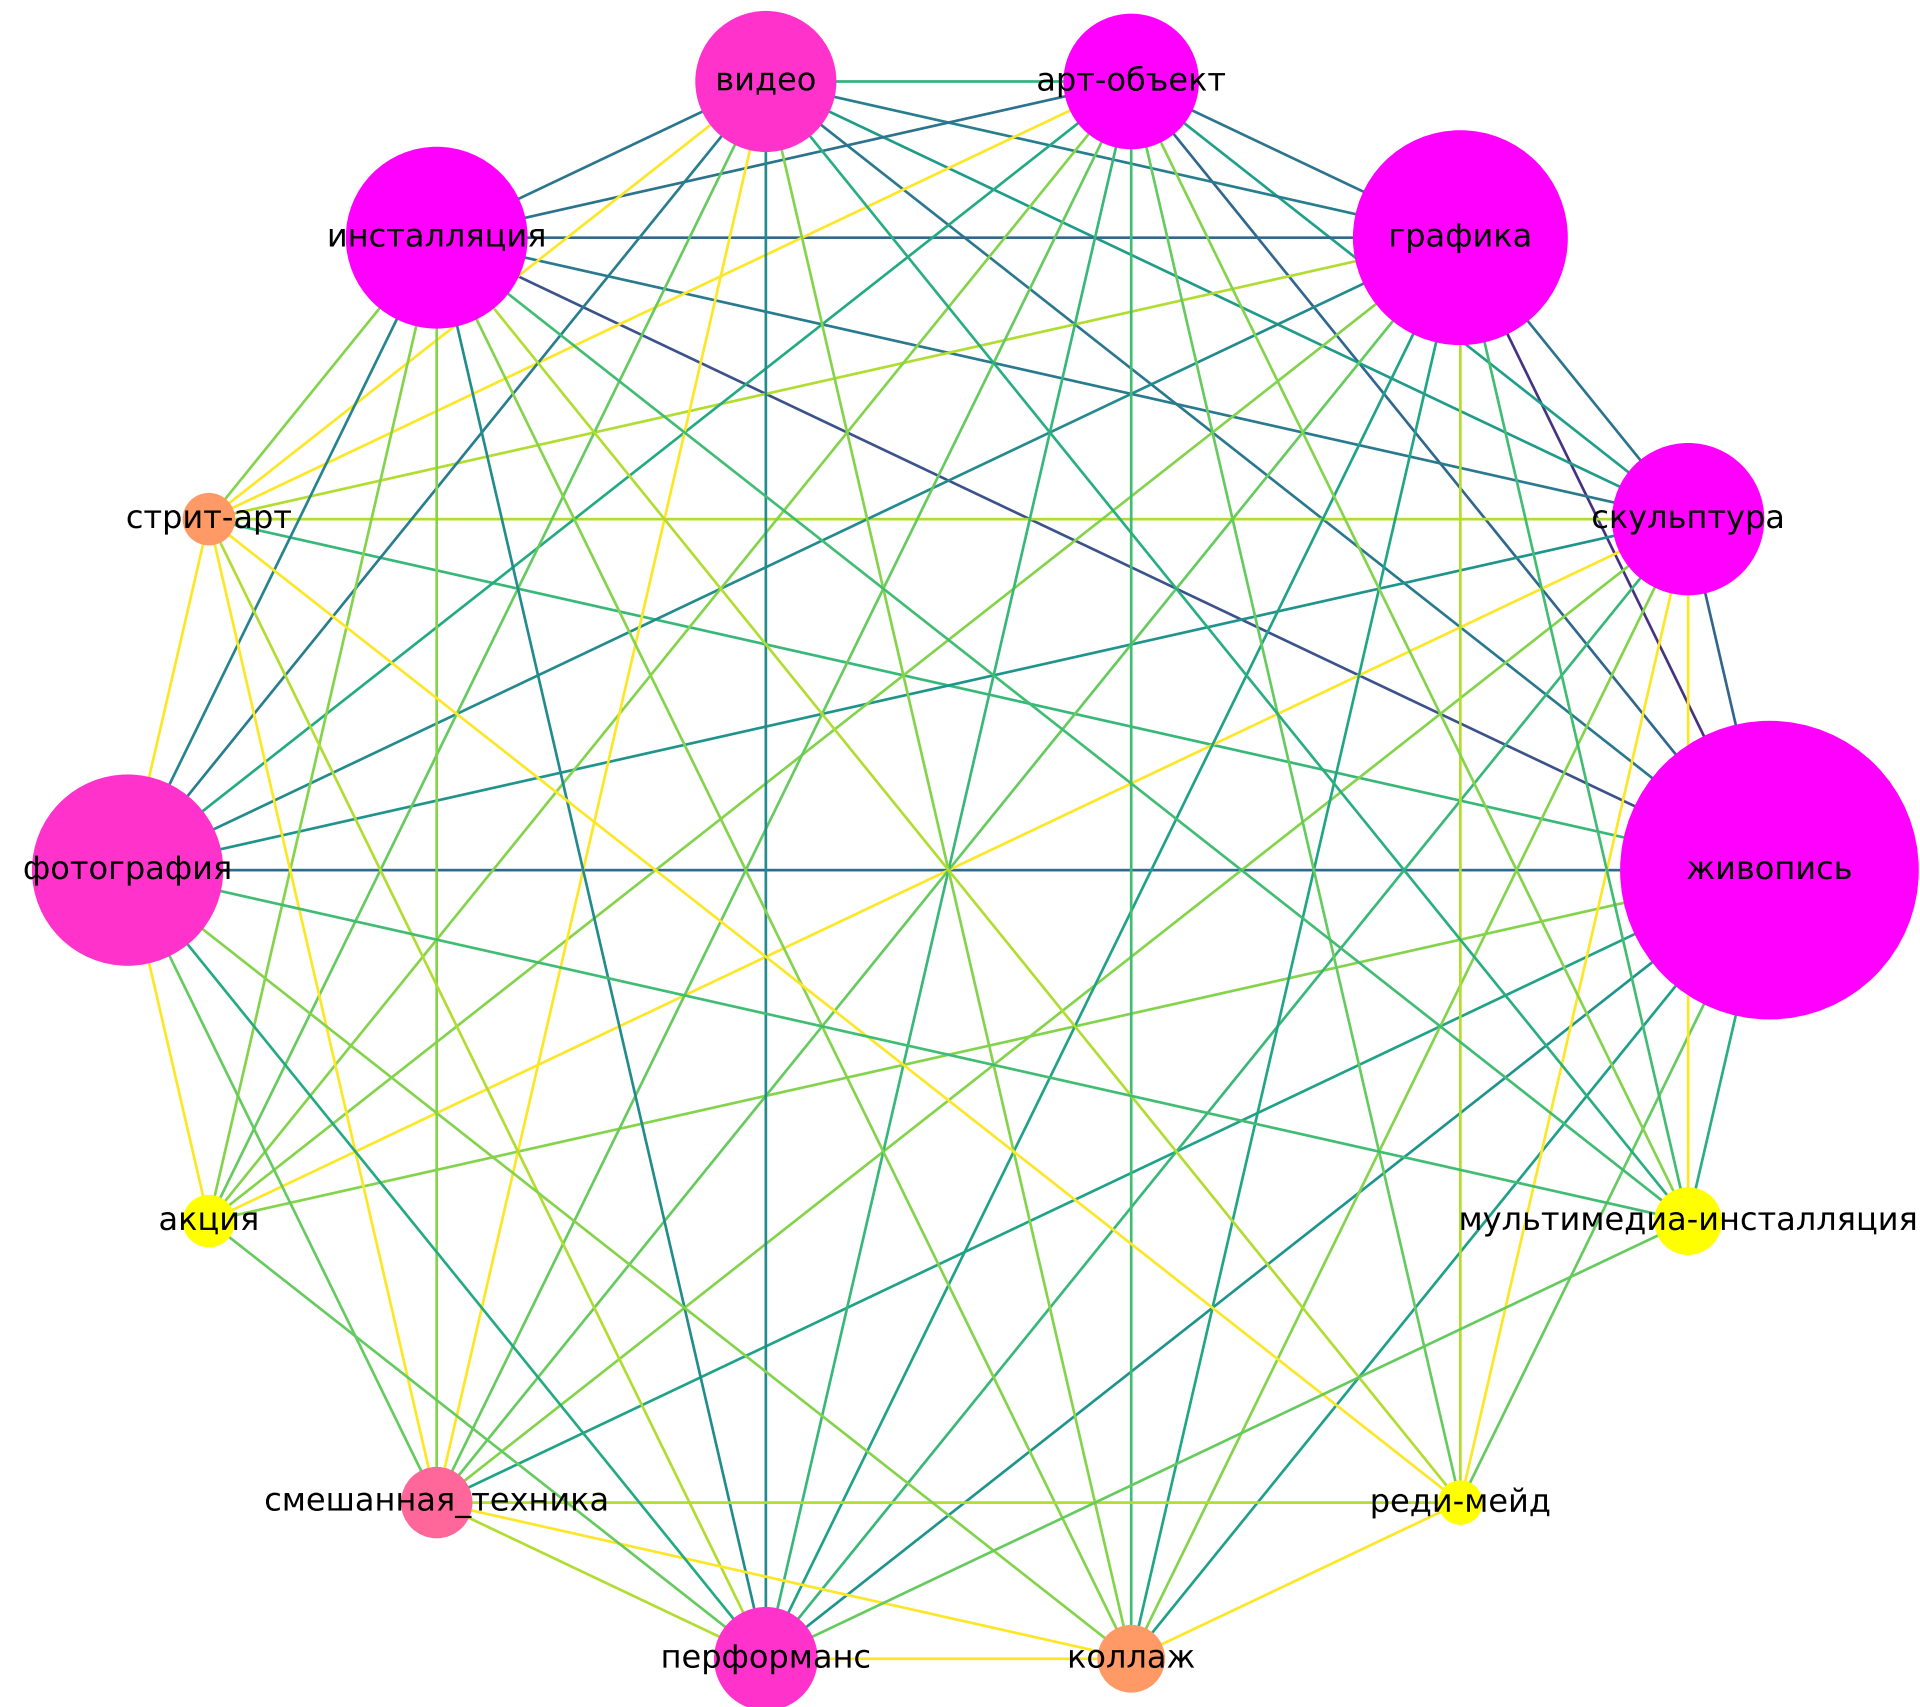 видео
арт-объект
инсталляция
графика
стрит-арт
скульптура
фотография
живопись
акция
мультимедиа-инсталляция
смешанная_техника
реди-мейд
перформанс
коллаж